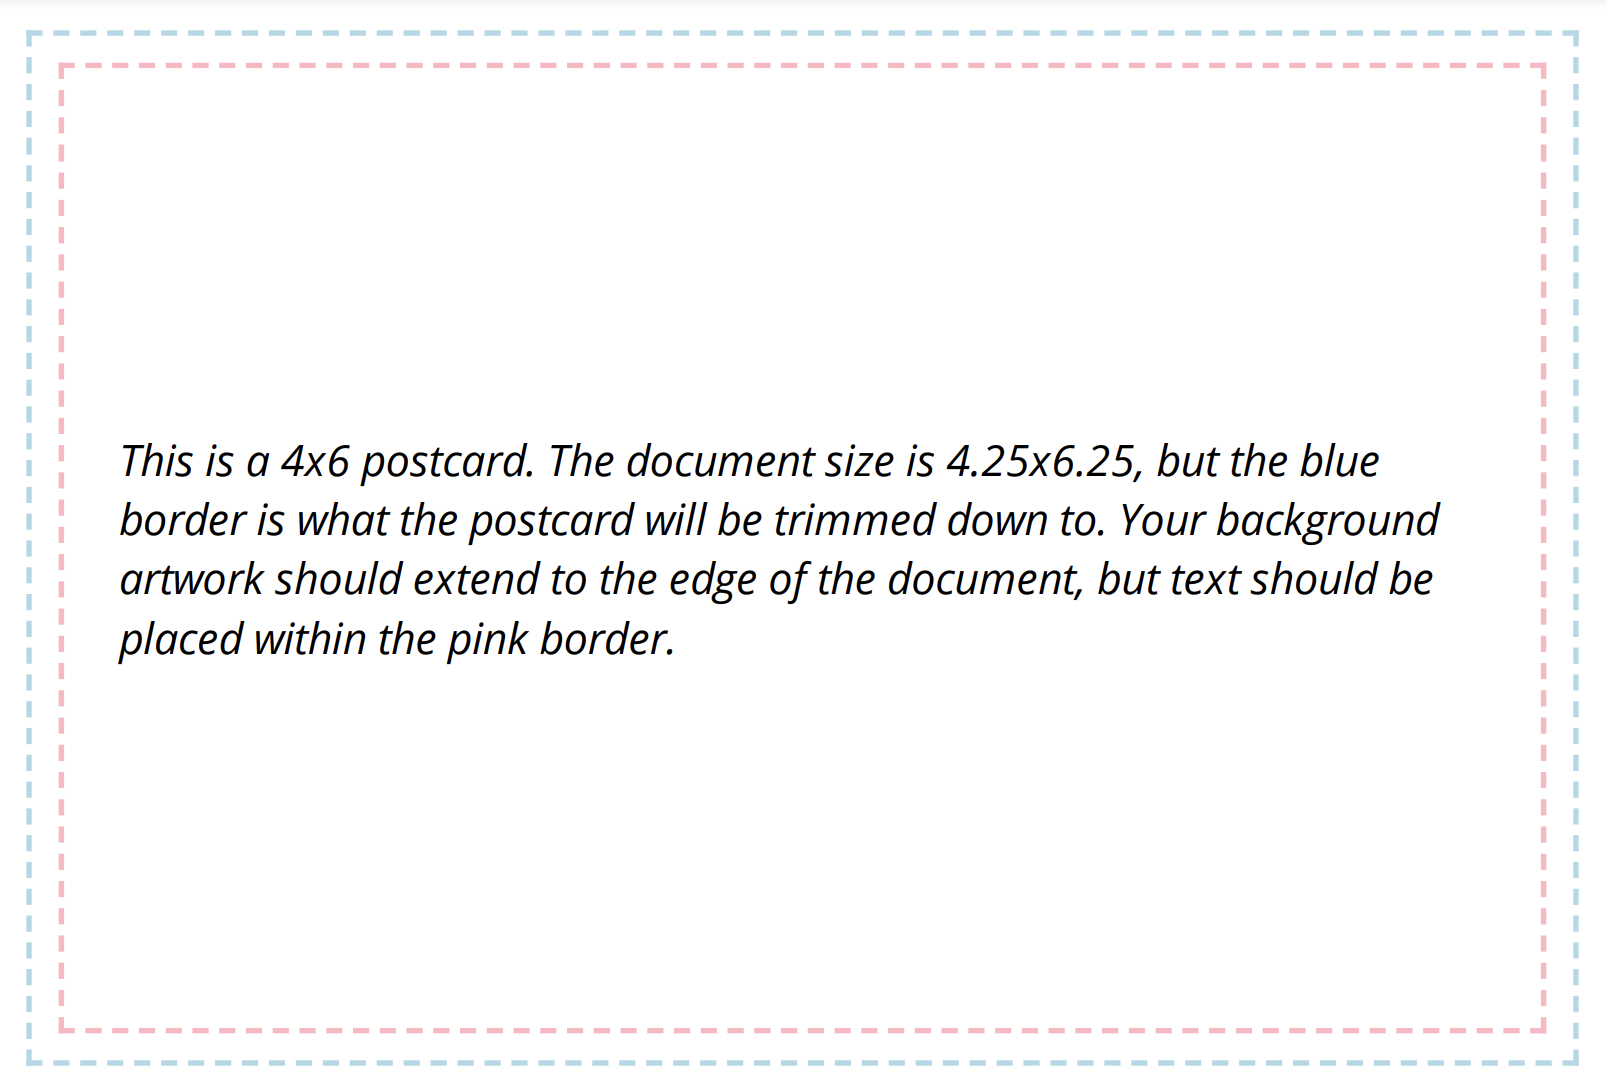 This is a 4x6 postcard. The document size is 4.25x6.25, but the blue
border is what the postcard will be trimmed down to. Your background
artwork should extend to the edge of the document, but text should be
placed within the pink border.